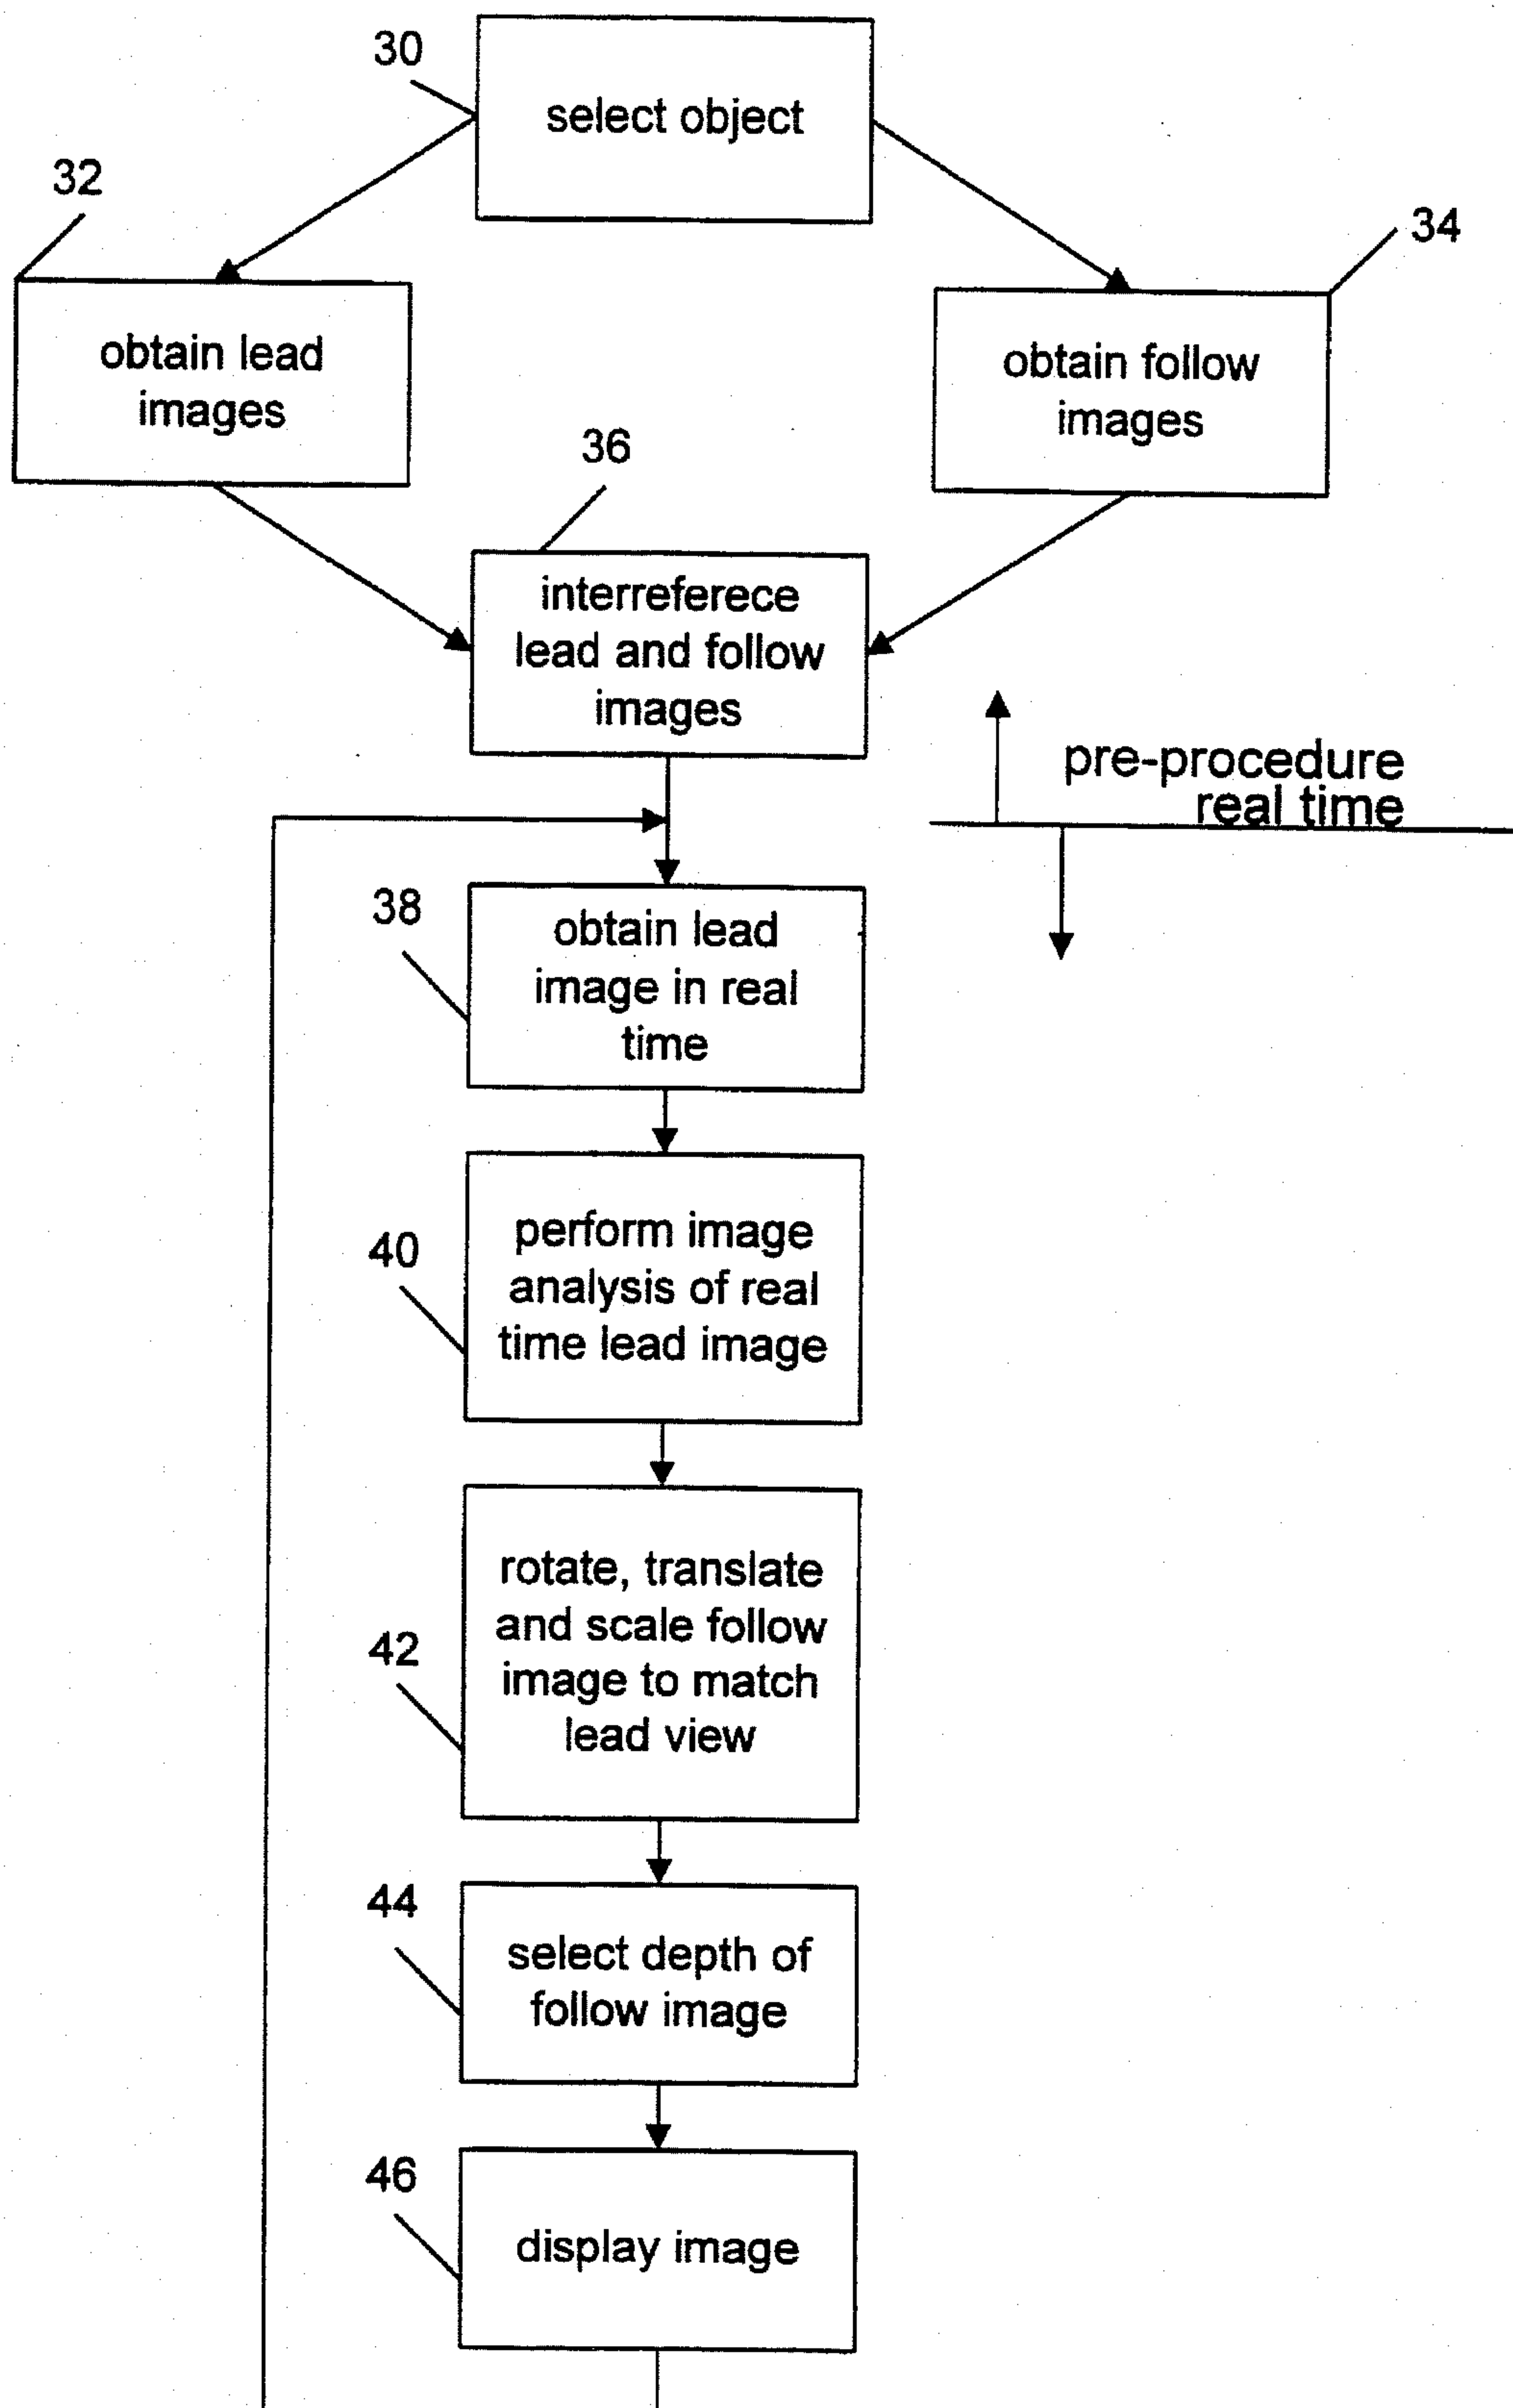 30
select object
32
34
obtain lead
images
obtain follow
images
36
interreferece
lead and follow
images
pre-procedure
real time
38
obtain lead
image in real
time
40
perform image
analysis of real
time lead image
42
rotate, translate
and scale follow
image to match
lead view
44
select depth of
follow image
46
display image